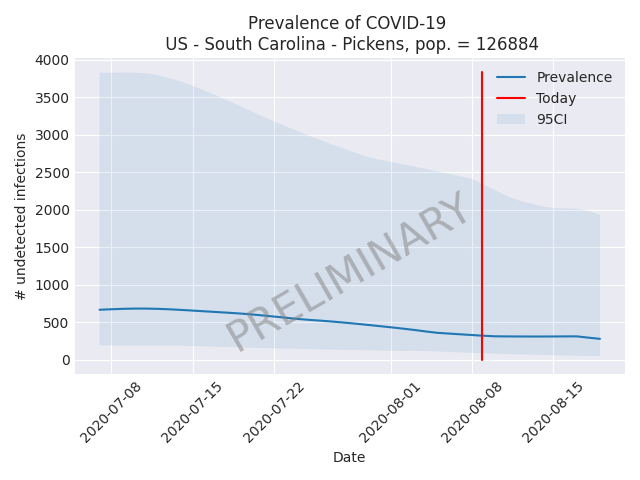 Prevalence of COVID-19
US - South Carolina - Pickens, pop. = 126884
4000
3500
3000
2500
2000
1500
1000
500
0
# undetected infections
Prevalence
Today
95CI
PRELIMINARY
2020-07-08
2020-07-15
2020-07-22
2020-08-01
2020-08-08
2020-08-15
Date